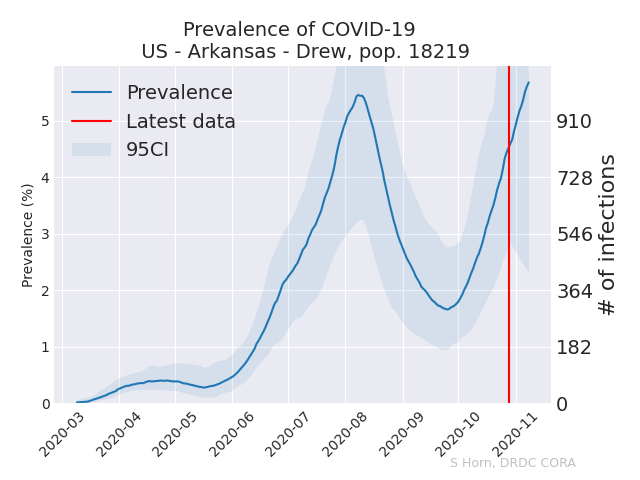 Prevalence of COVID-19
US - Arkansas - Drew, pop. 18219
Prevalence
Latest data
95CI
Prevalence (%)
5
4
3
2
1
0
910
728
546
364
182
0
# of infections
2020-03
2020-04
2020-05
2020-06
2020-07
2020-08
2020-09
2020-10
2020-11
S Horn, DRDC CORA